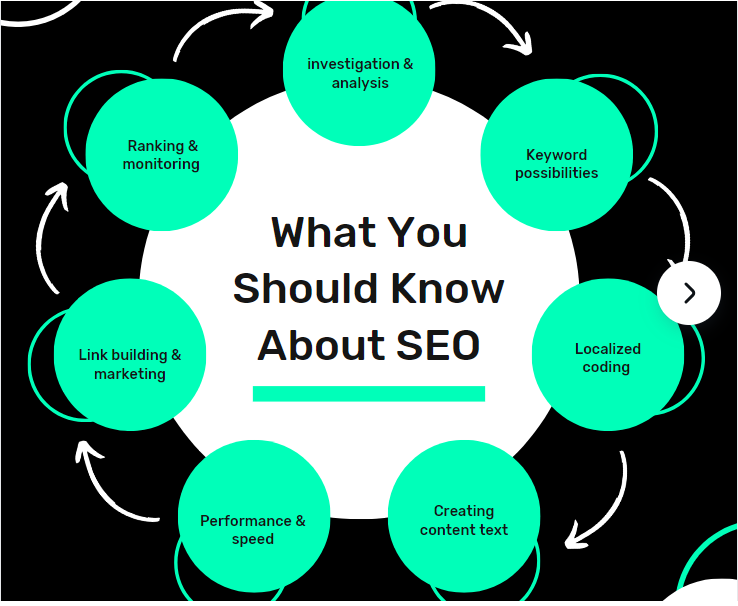 investigation &
analysis
Ranking &
monitoring
Keyword
possibilities
What You
Should Know
About SEO
Link building &
marketing
Localized
coding
Performance &
speed
Creating
content text